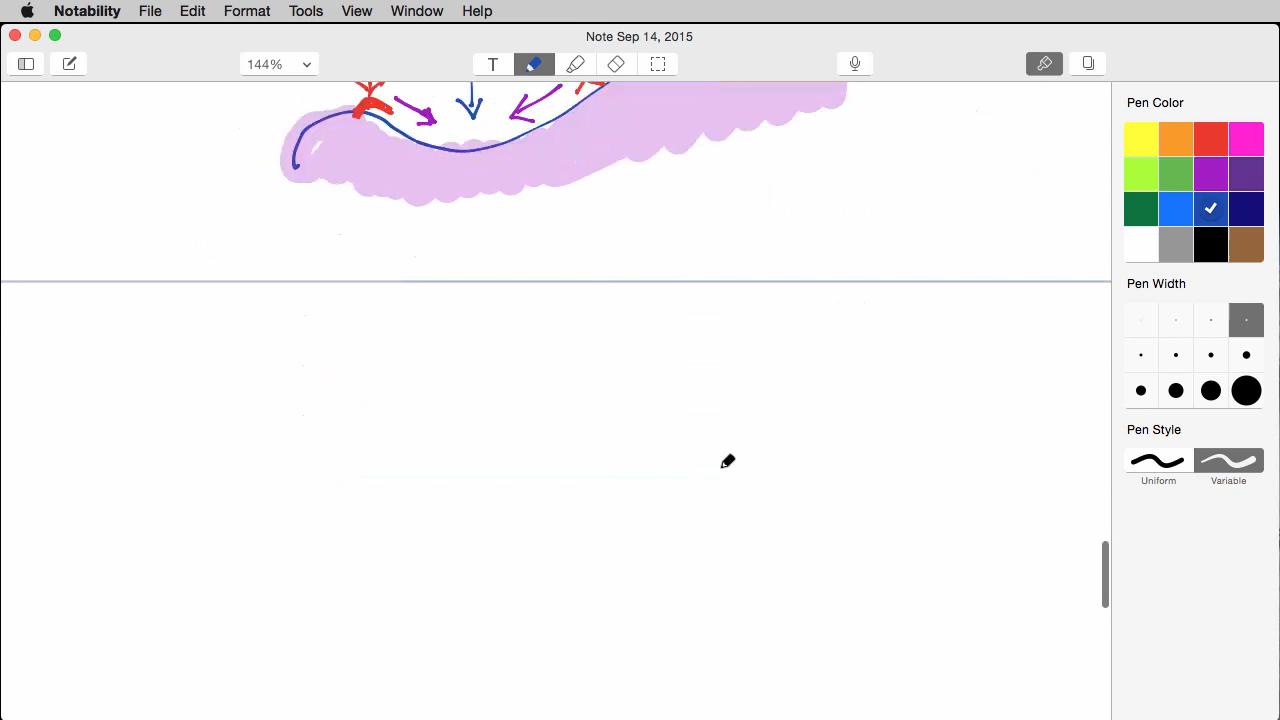 Notability File Edit Format Tools View Window Help
Note Sep 14, 2015
144% T
Pen Color
Pen Width
Pen Style
Uniform Variable